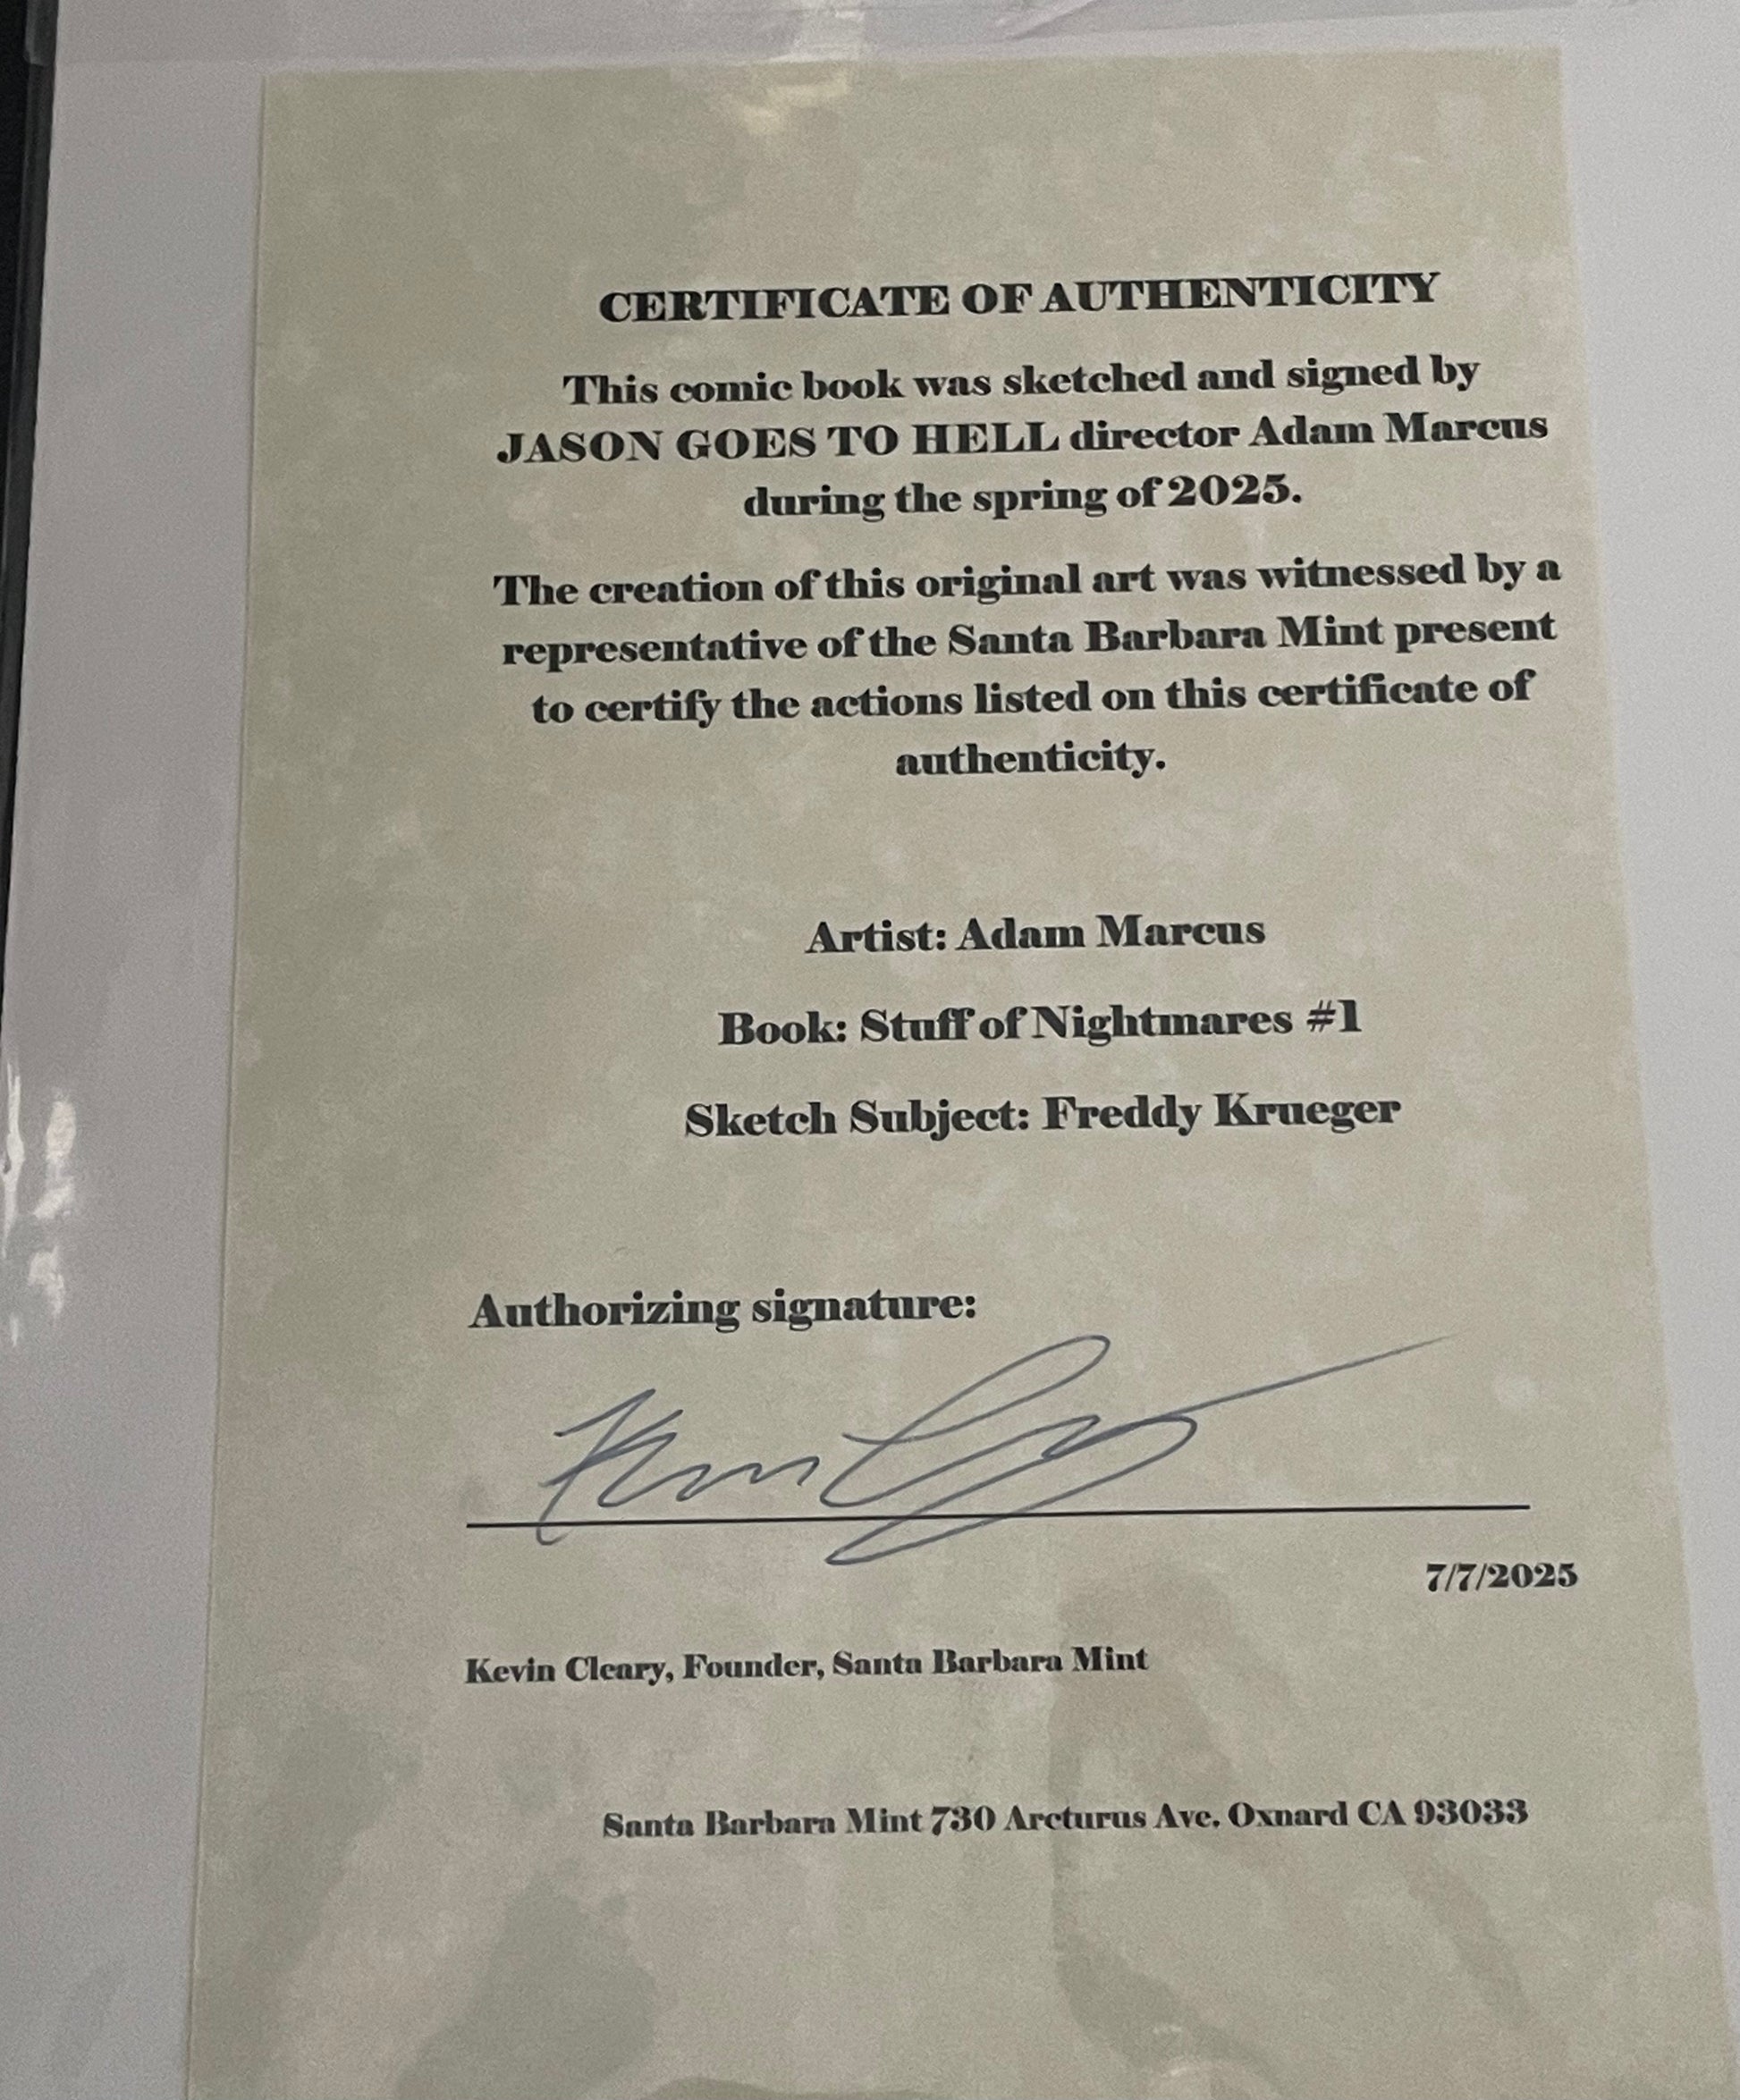 CERTIFICATE OF AUTHENTICITY
This comic book was sketched and signed by
JASON GOES TO HELL director Adam Marcus
during the spring of 2025.
The creation of this original art was witnessed by a
representative of the Santa Barbara Mint present
to certify the actions listed on this certificate of
authenticity.
Artist: Adam Marcus
Book: Stuff of Nightmares #1
Sketch Subject: Freddy Krueger
Authorizing signature:
7/7/2025
Kevin Cleary, Founder, Santa Barbara Mint
Santa Barbara Mint 730 Arcturus Ave. Oxnard CA 93033